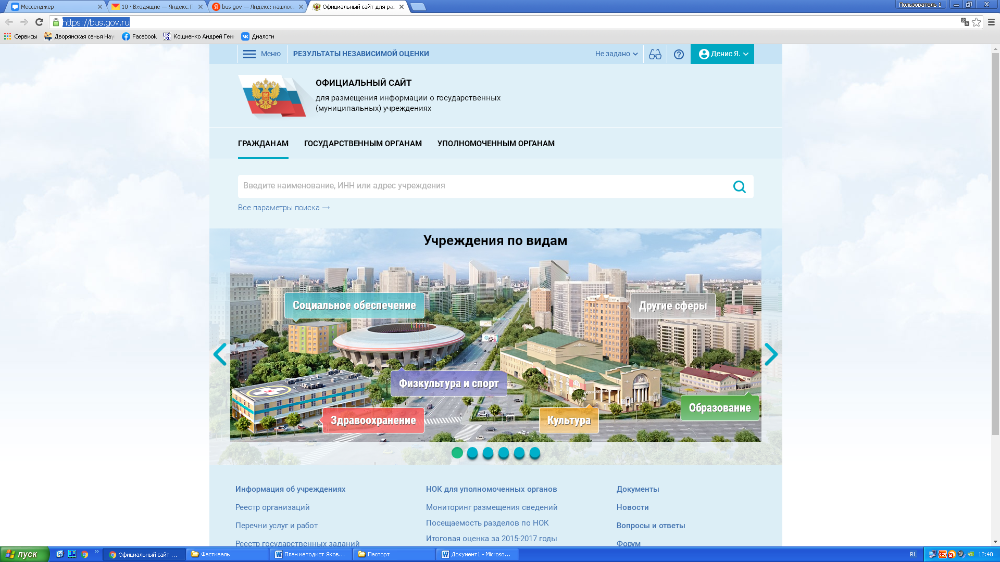 Мессенджер
10 · Входящие — Яндекс.П
bus gov — Яндекс: нашлос
Официальный сайт для ра
Пользователь 1
https://bus.gov.ru
Сервисы
Дворянская семья Нау
Facebook
Кощиенко Андрей Ген
Диалоги
Меню
РЕЗУЛЬТАТЫ НЕЗАВИСИМОЙ ОЦЕНКИ
Не задано
Денис Я.
ОФИЦИАЛЬНЫЙ САЙТ
для размещения информации о государственных
(муниципальных) учреждениях
ГРАЖДАНАМ
ГОСУДАРСТВЕННЫМ ОРГАНАМ
УПОЛНОМОЧЕННЫМ ОРГАНАМ
Введите наименование, ИНН или адрес учреждения
Все параметры поиска →
Учреждения по видам
Социальное обеспечение
Другие сферы
Физкультура и спорт
Образование
Здравоохранение
Культура
Информация об учреждениях
НОК для уполномоченных органов
Документы
Реестр организаций
Мониторинг размещения сведений
Новости
Перечни услуг и работ
Посещаемость разделов по НОК
Вопросы и ответы
Итоговая оценка за 2015-2017 годы
Реестр государственных заданий
Форум
пуск
Официальный сайт ...
Фестиваль
План методист Яков...
Паспорт
Документ1 - Microso...
RL
12:40